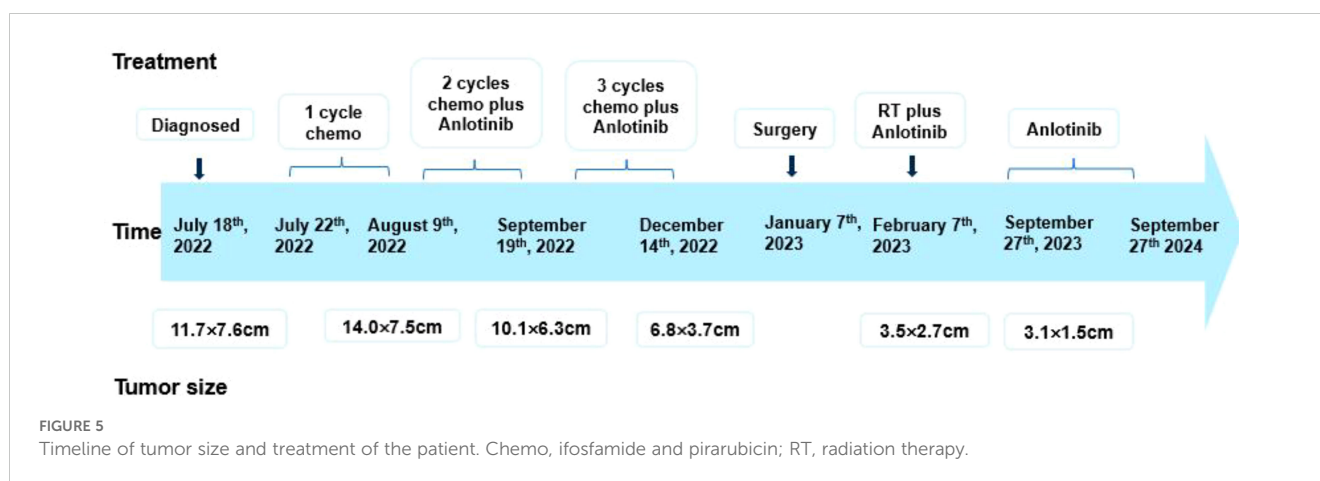 Treatment
Diagnosed
1 cycle
chemo
2 cycles
chemo plus
Anlotinib
3 cycles
chemo plus
Anlotinib
Surgery
RT plus
Anlotinib
Anlotinib
Time
July 18th,
2022
July 22th,
2022
August 9th,
2022
September
19th, 2022
December
14th, 2022
January 7th,
2023
February 7th,
2023
September
27th, 2023
September
27th 2024
11.7×7.6cm
14.0×7.5cm
10.1×6.3cm
6.8×3.7cm
3.5×2.7cm
3.1×1.5cm
Tumor size
FIGURE 5
Timeline of tumor size and treatment of the patient. Chemo, ifosfamide and pirarubicin; RT, radiation therapy.